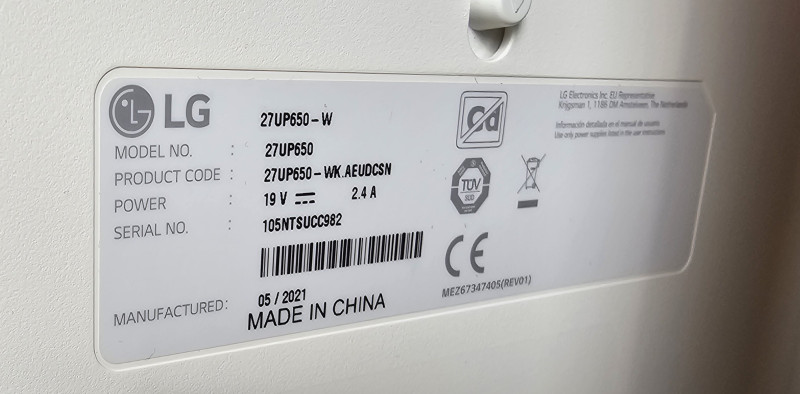 LG
27UP650-W
MODEL NO. : 27UP650
PRODUCT CODE : 27UP650-WK.AEUDCSN
POWER : 19 V 2.4 A
SERIAL NO. : 105NTSUCC982
MANUFACTURED: 05 / 2021
MADE IN CHINA
Cd
TÜV
SÜD
CE
MEZ67347405(REV01)
LG Electronics Inc. EU Representative
Krijgsman 1, 1186 DM Amstelveen, The Netherlands
Información detallada en el manual de usuario.
Use only power supplies listed in the user instructions